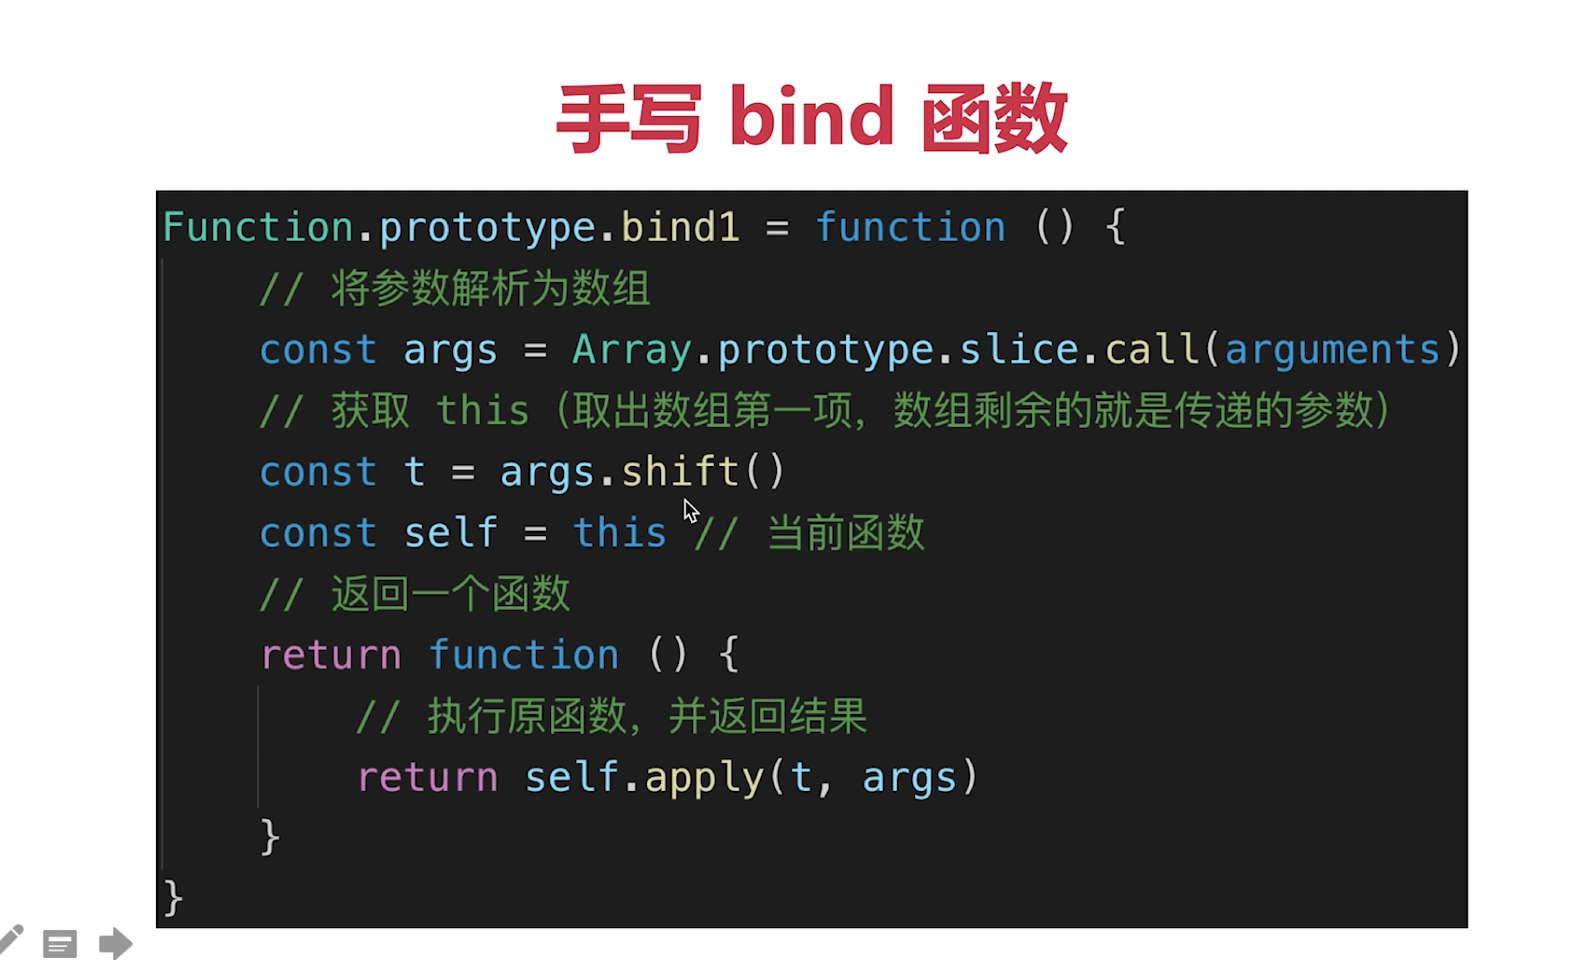 手写 bind 函数
Function.prototype.bind1 = function () {
    // 将参数解析为数组
    const args = Array.prototype.slice.call(arguments)
    // 获取 this（取出数组第一项，数组剩余的就是传递的参数）
    const t = args.shift()
    const self = this // 当前函数
    // 返回一个函数
    return function () {
        // 执行原函数，并返回结果
        return self.apply(t, args)
    }
}